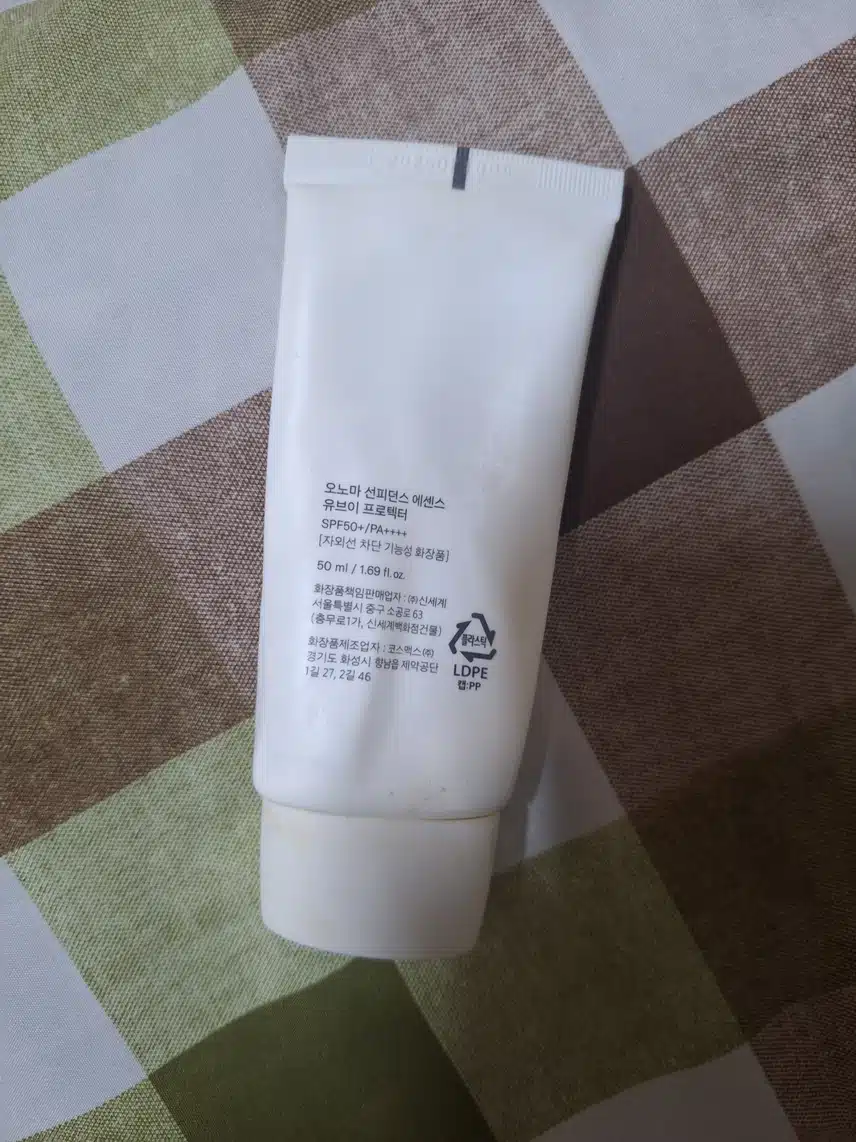 오노마 선피던스 에센스
유브이 프로텍터
SPF50+/PA++++
[자외선 차단 기능성 화장품]
50 ml / 1.69 fl.oz.
화장품책임판매업자 : ㈜신세계
서울특별시 중구 소공로 63
(충무로1가, 신세계백화점건물)
화장품제조업자 : 코스맥스㈜
경기도 화성시 향남읍 제약공단
1길 27, 2길 46
플라스틱
LDPE
캡:PP